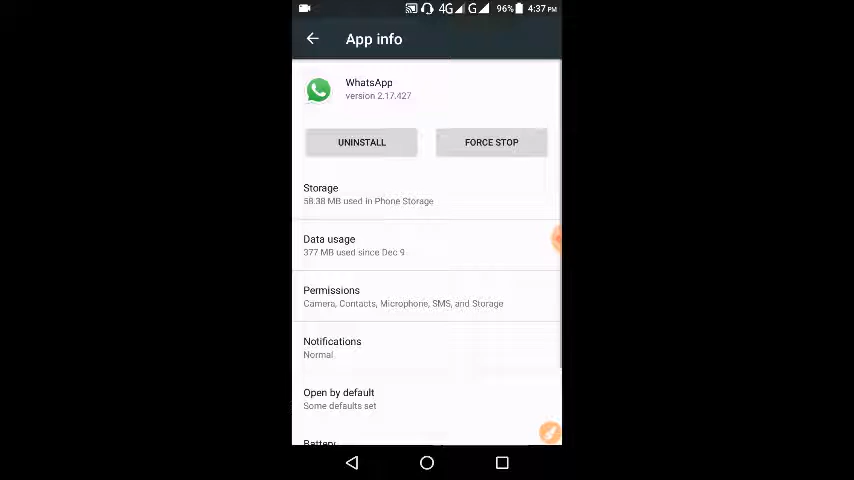 4G G 96% 4:37 PM
App info
WhatsApp
version 2.17.427
UNINSTALL FORCE STOP
Storage
58.38 MB used in Phone Storage
Data usage
377 MB used since Dec 9
Permissions
Camera, Contacts, Microphone, SMS, and Storage
Notifications
Normal
Open by default
Some defaults set
Battery